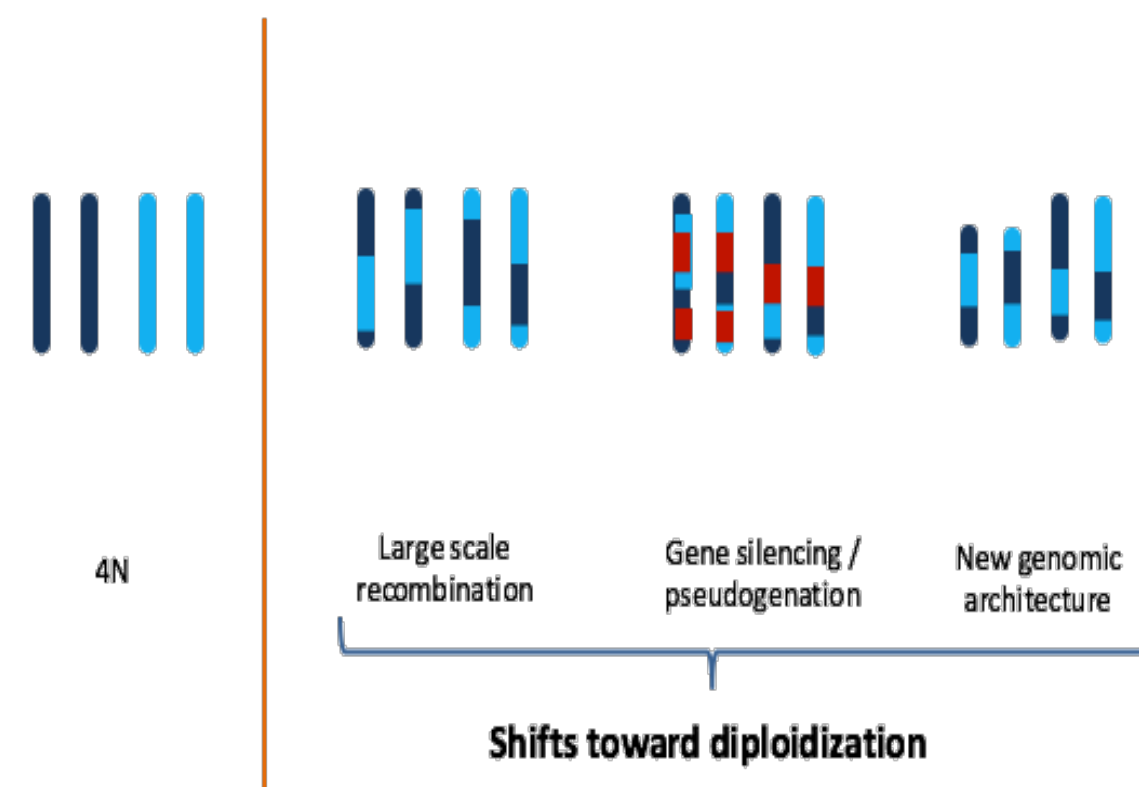 4N
Large scale
recombination
Gene silencing /
pseudogenation
New genomic
architecture
Shifts toward diploidization